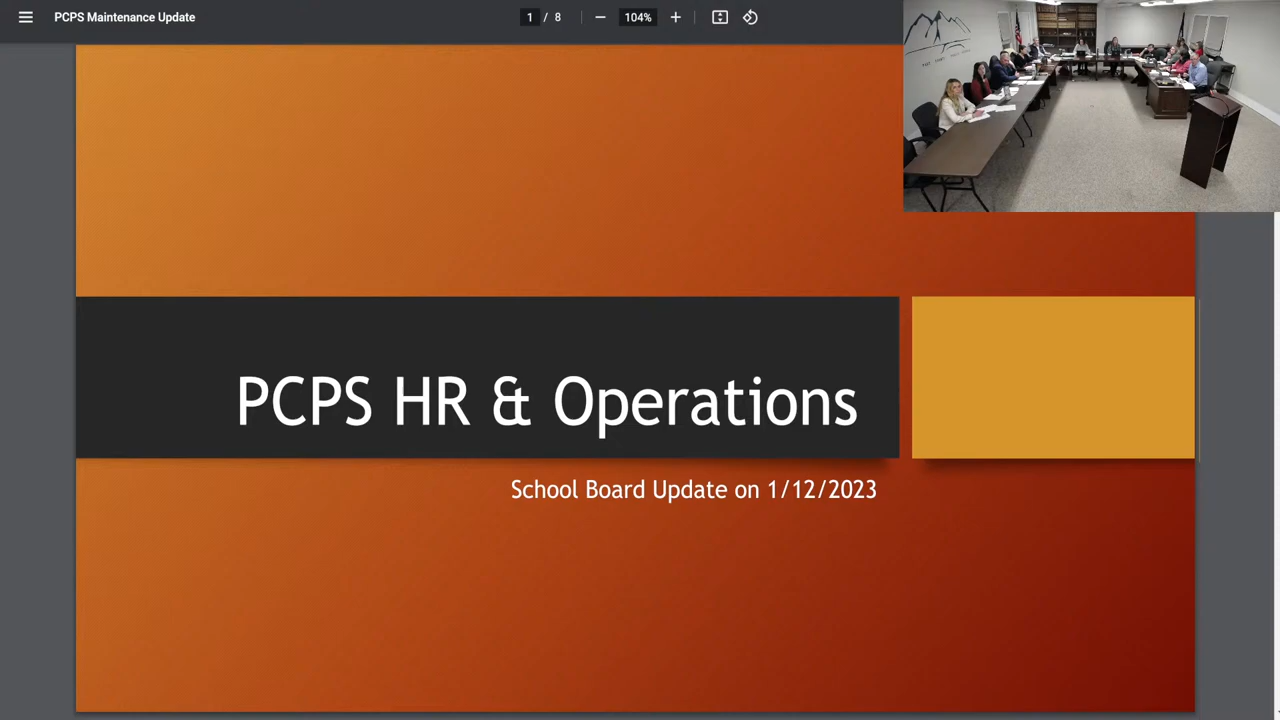 PCPS Maintenance Update
1 / 8
104%
PCPS HR & Operations
School Board Update on 1/12/2023